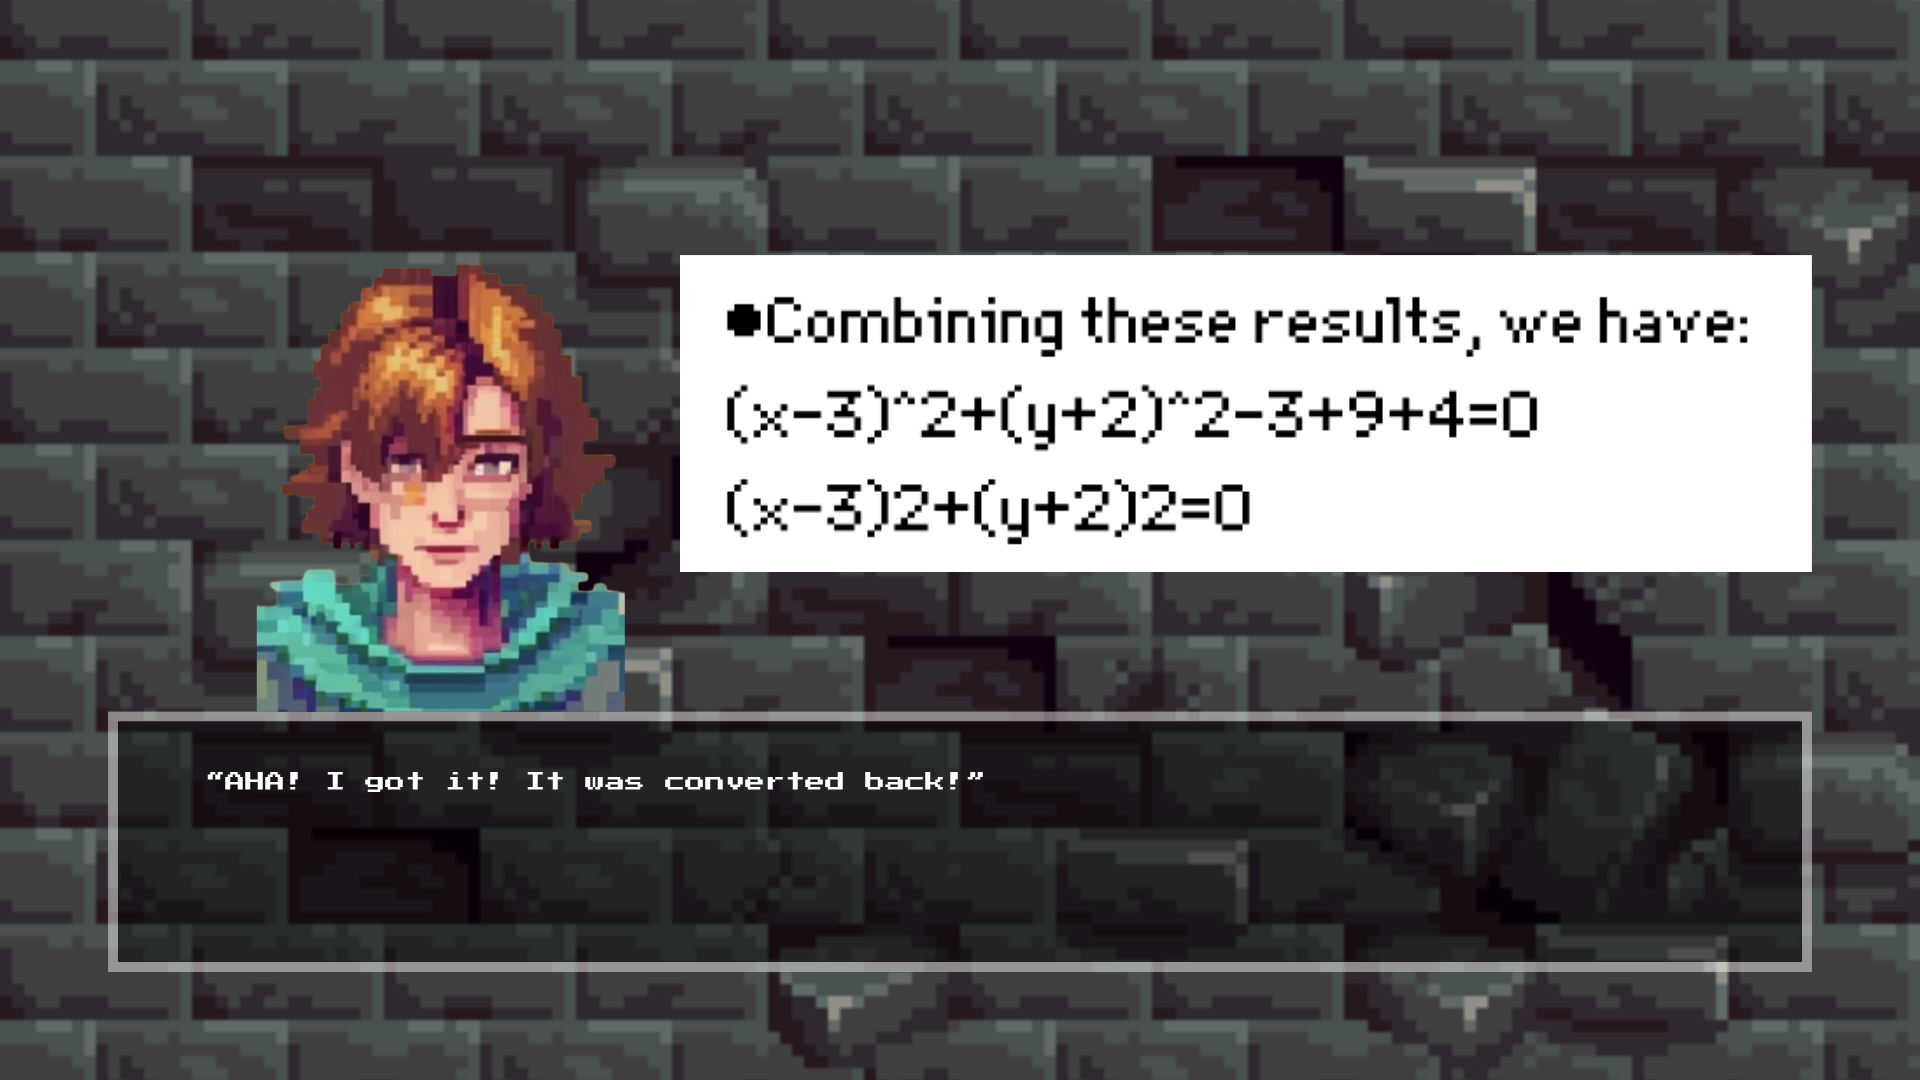 ●Combining these results, we have:
(x-3)^2+(y+2)^2-3+9+4=0
(x-3)2+(y+2)2=0
“AHA! I got it! It was converted back!”